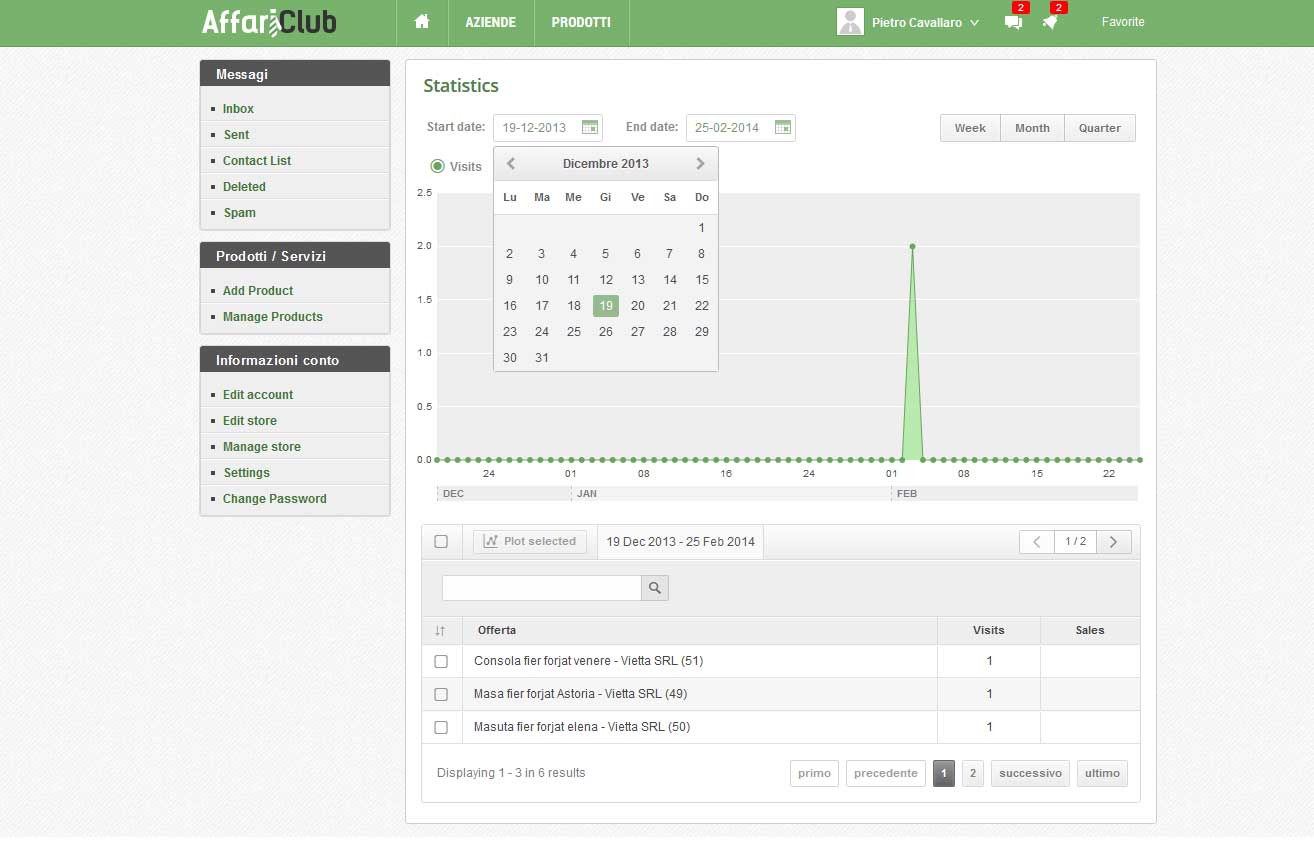 AffariClub
AZIENDE
PRODOTTI
Pietro Cavallaro
2
2
Favorite
Messagi
Inbox
Sent
Contact List
Deleted
Spam
Prodotti / Servizi
Add Product
Manage Products
Informazioni conto
Edit account
Edit store
Manage store
Settings
Change Password
Statistics
Start date: 19-12-2013 End date: 25-02-2014
Week Month Quarter
Visits
Dicembre 2013
Lu Ma Me Gi Ve Sa Do
1
2 3 4 5 6 7 8
9 10 11 12 13 14 15
16 17 18 19 20 21 22
23 24 25 26 27 28 29
30 31
2.5
2.0
1.5
1.0
0.5
0.0
24 01 08 16 24 01 08 15 22
DEC JAN FEB
Plot selected 19 Dec 2013 - 25 Feb 2014 1 / 2
Offerta Visits Sales
Consola fier forjat venere - Vietta SRL (51) 1
Masa fier forjat Astoria - Vietta SRL (49) 1
Masuta fier forjat elena - Vietta SRL (50) 1
Displaying 1 - 3 in 6 results
primo precedente 1 2 successivo ultimo